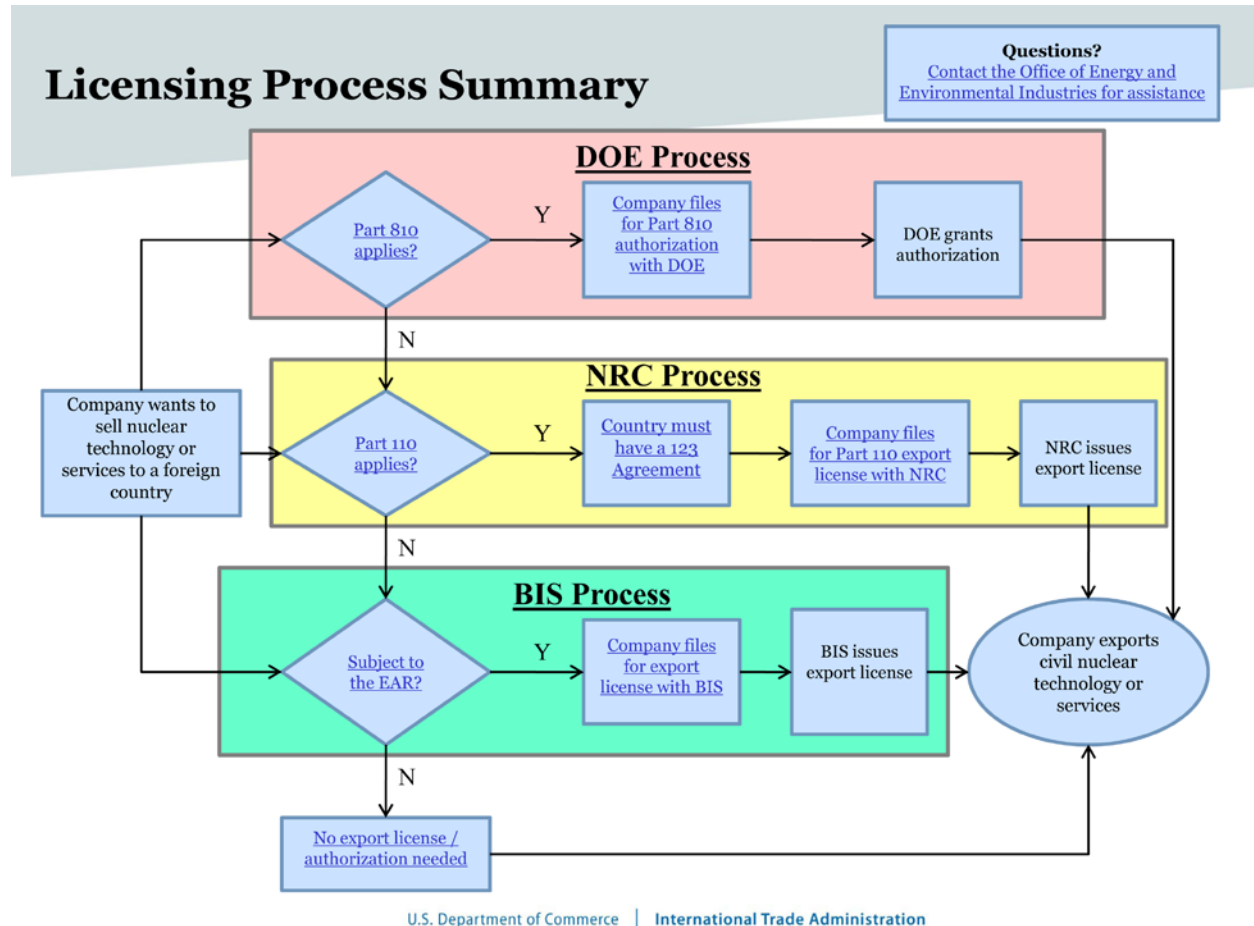 Licensing Process Summary
Questions?
Contact the Office of Energy and
Environmental Industries for assistance
DOE Process
Part 810
applies?
Y
Company files
for Part 810
authorization
with DOE
DOE grants
authorization
N
Company wants to
sell nuclear
technology or
services to a foreign
country
NRC Process
Part 110
applies?
Y
Country must
have a 123
Agreement
Company files
for Part 110 export
license with NRC
NRC issues
export license
N
BIS Process
Subject to
the EAR?
Y
Company files
for export
license with BIS
BIS issues
export license
Company exports
civil nuclear
technology or
services
N
No export license /
authorization needed
U.S. Department of Commerce | International Trade Administration